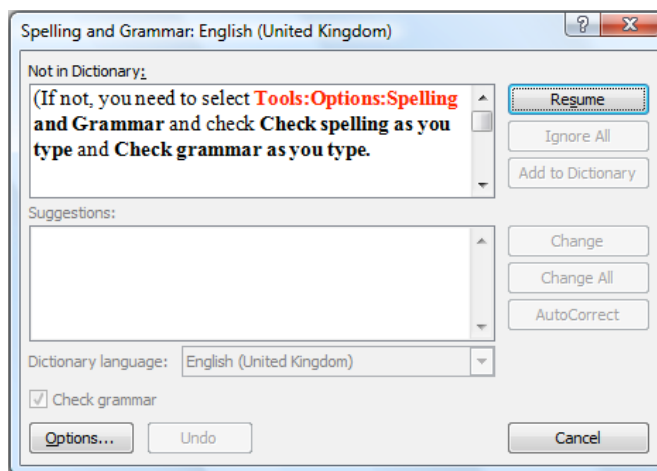 Spelling and Grammar: English (United Kingdom)
Not in Dictionary:
(If not, you need to select Tools:Options:Spelling
and Grammar and check Check spelling as you
type and Check grammar as you type.
Resume
Ignore All
Add to Dictionary
Suggestions:
Change
Change All
AutoCorrect
Dictionary language: English (United Kingdom)
Check grammar
Options... Undo Cancel